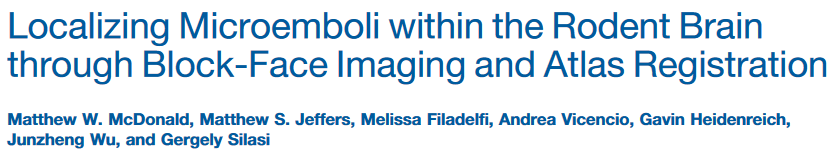 Localizing Microemboli within the Rodent Brain
through Block-Face Imaging and Atlas Registration
Matthew W. McDonald, Matthew S. Jeffers, Melissa Filadelfi, Andrea Vicencio, Gavin Heidenreich,
Junzheng Wu, and Gergely Silasi